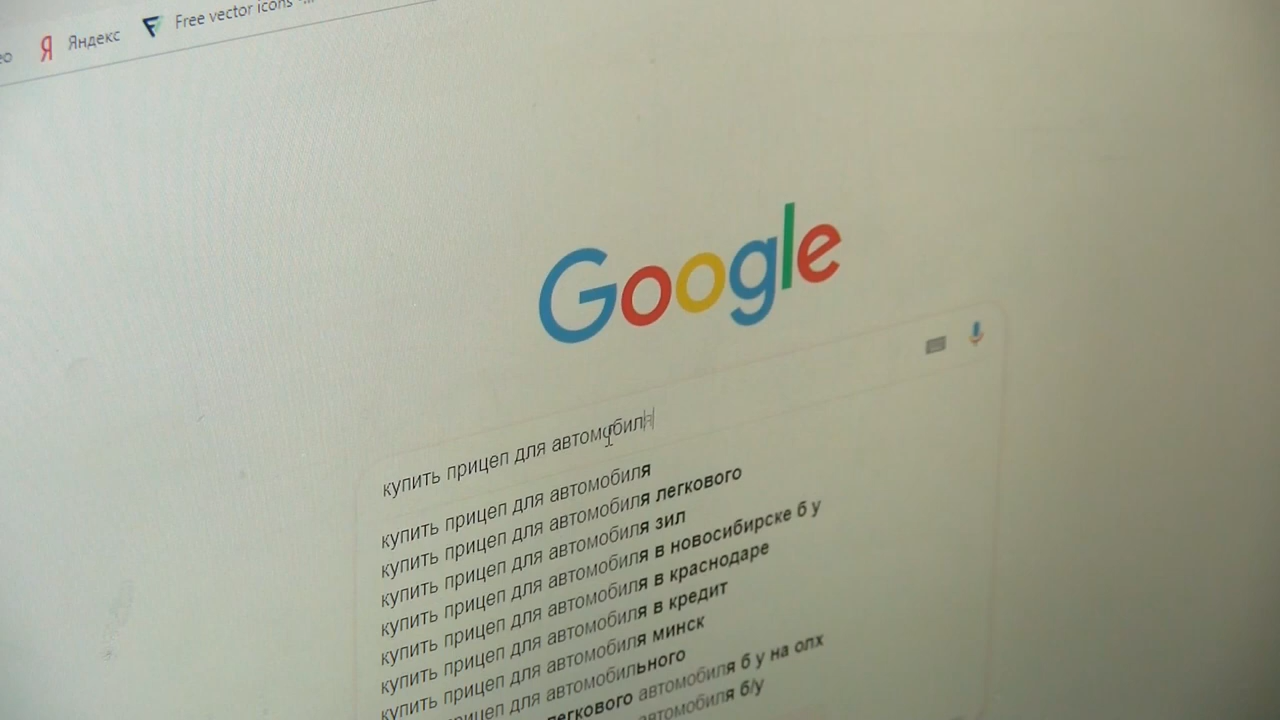 ео Яндекс Free vector icons -...
Google
купить прицеп для автомобил
купить прицеп для автомобиля
купить прицеп для автомобиля легкового
купить прицеп для автомобиля зил
купить прицеп для автомобиля в новосибирске б у
купить прицеп для автомобиля в краснодаре
купить прицеп для автомобиля в кредит
купить прицеп для автомобиля минск
прицеп для автомобильного
легкового автомобиля б у на олх
автомобиля б/у